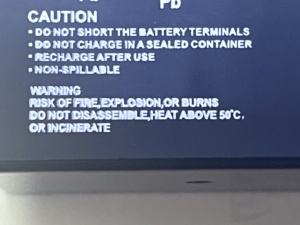 Pb
CAUTION
• DO NOT SHORT THE BATTERY TERMINALS
• DO NOT CHARGE IN A SEALED CONTAINER
• RECHARGE AFTER USE
• NON-SPILLABLE
WARNING
RISK OF FIRE,EXPLOSION,OR BURNS
DO NOT DISASSEMBLE,HEAT ABOVE 50°C,
OR INCINERATE